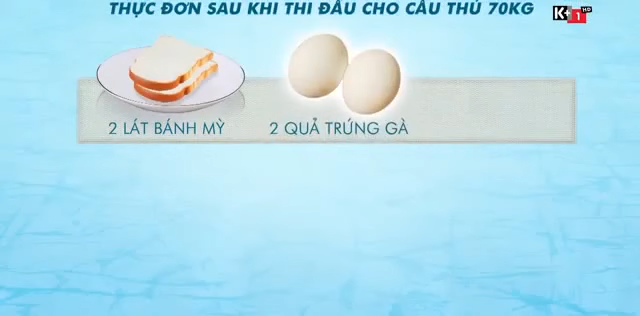 THỰC ĐƠN SAU KHI THI ĐẤU CHO CẦU THỦ 70KG
K+1 HD
2 LÁT BÁNH MỲ
2 QUẢ TRỨNG GÀ